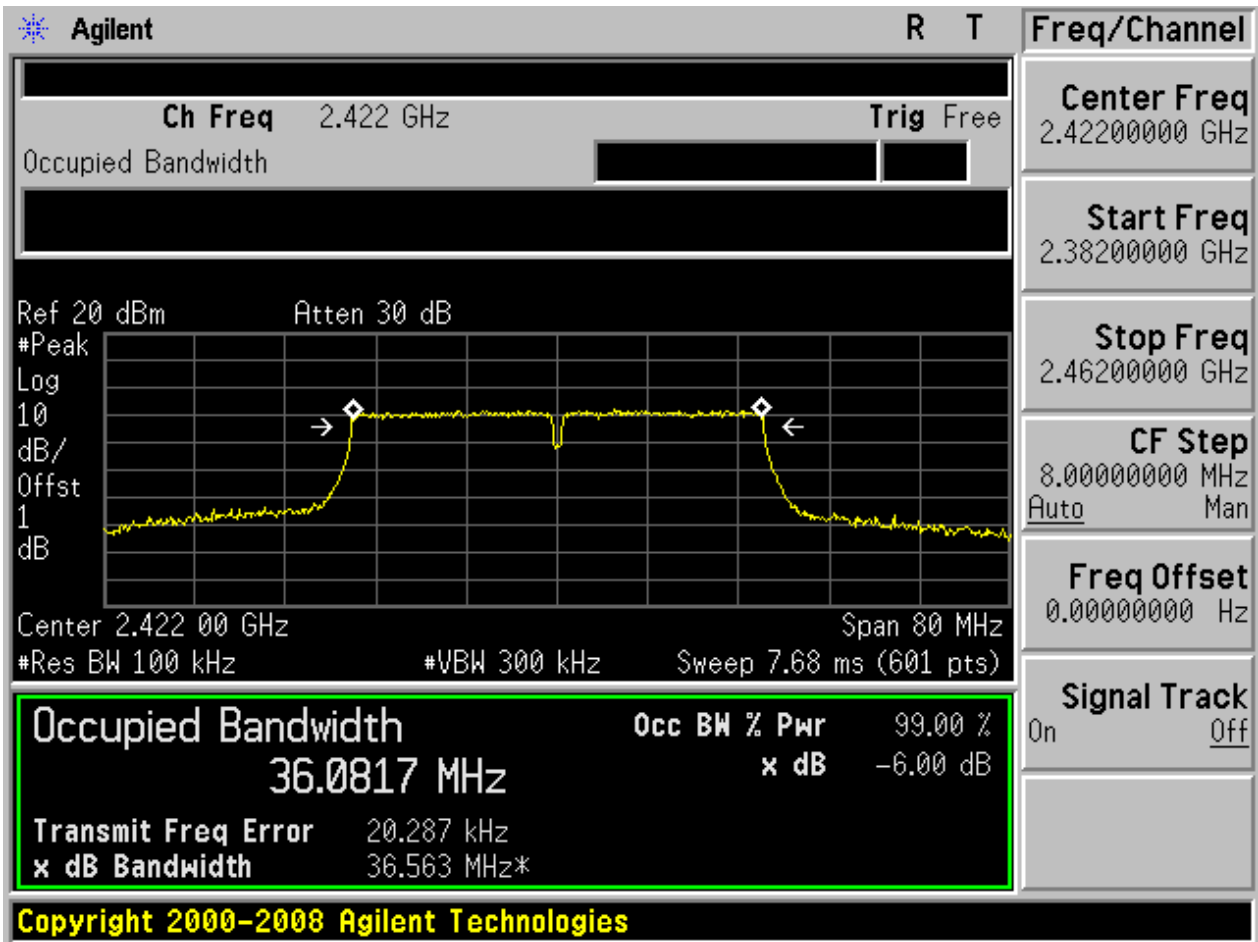 Agilent R T
Freq/Channel
Ch Freq 2.422 GHz Trig Free
Occupied Bandwidth
Center Freq
2.42200000 GHz
Start Freq
2.38200000 GHz
Stop Freq
2.46200000 GHz
CF Step
8.00000000 MHz
Auto Man
Freq Offset
0.00000000 Hz
Signal Track
On Off
Ref 20 dBm Atten 30 dB
#Peak
Log
10
dB/
Offst
1
dB
Center 2.422 00 GHz Span 80 MHz
#Res BW 100 kHz #VBW 300 kHz Sweep 7.68 ms (601 pts)
Occupied Bandwidth
36.0817 MHz
Occ BW % Pwr 99.00 %
x dB -6.00 dB
Transmit Freq Error 20.287 kHz
x dB Bandwidth 36.563 MHz*
Copyright 2000-2008 Agilent Technologies